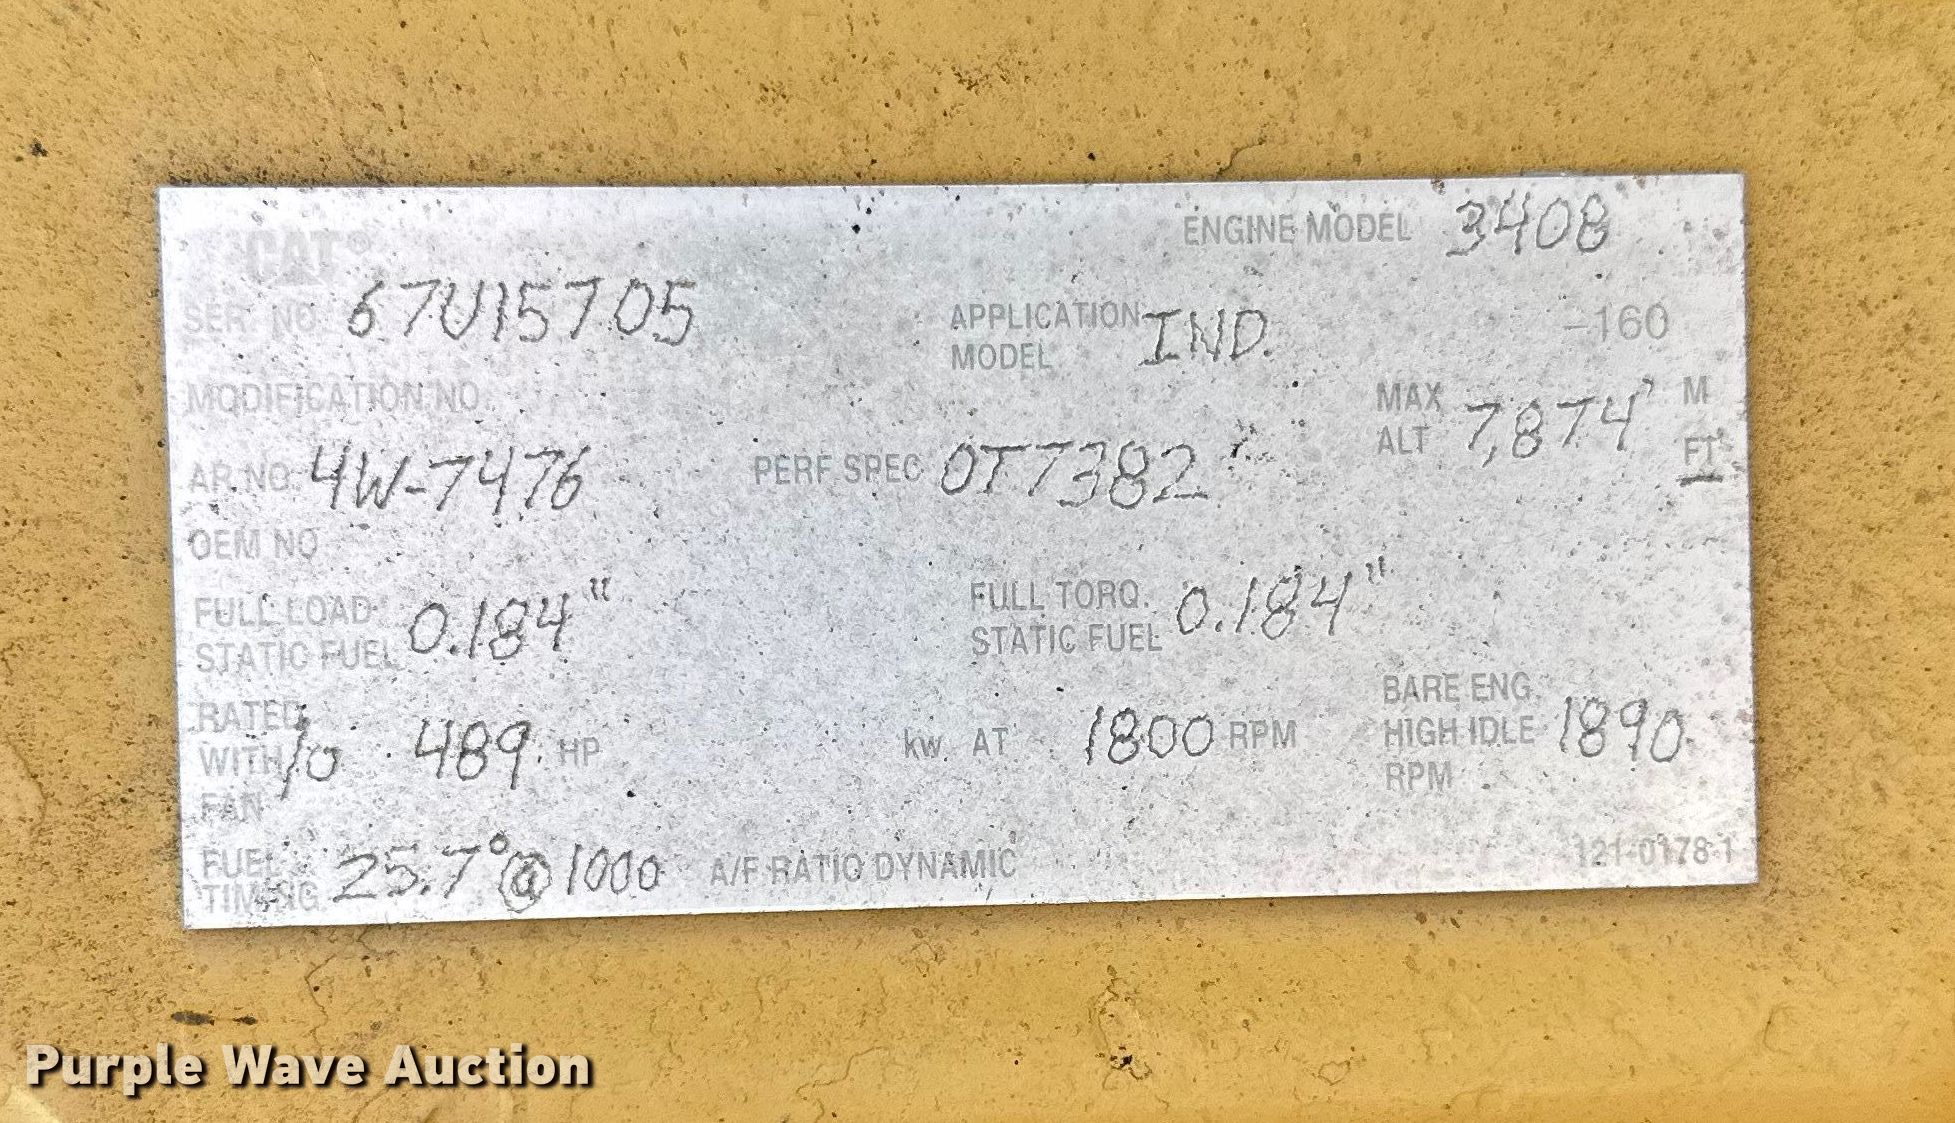 CAT®
ENGINE MODEL 3408
SER. NO. 67U15705
APPLICATION MODEL IND.
-160
MODIFICATION NO.
MAX ALT 7,874' M FT
AR NO. 4W-7476
PERF SPEC 0T7382
OEM NO.
FULL LOAD STATIC FUEL 0.184"
FULL TORQ. STATIC FUEL 0.184"
RATED WITH/o FAN 489 HP kw AT 1800 RPM
BARE ENG. HIGH IDLE RPM 1890
FUEL TIMING 25.7°@1000
A/F RATIO DYNAMIC
121-0178-1
Purple Wave Auction